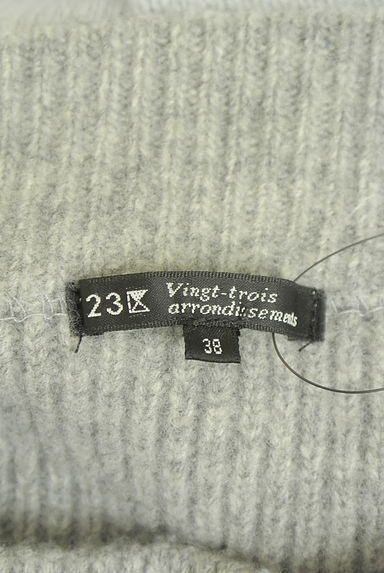 23区
Vingt-trois
arrondissements
38